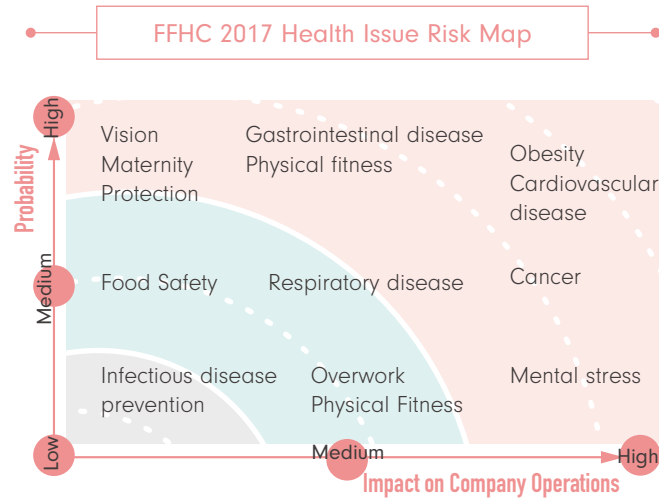 FFHC 2017 Health Issue Risk Map
High
Probability
Medium
Low
Vision
Maternity
Protection
Gastrointestinal disease
Physical fitness
Obesity
Cardiovascular
disease
Food Safety
Respiratory disease
Cancer
Infectious disease
prevention
Overwork
Physical Fitness
Mental stress
Medium
High
Impact on Company Operations